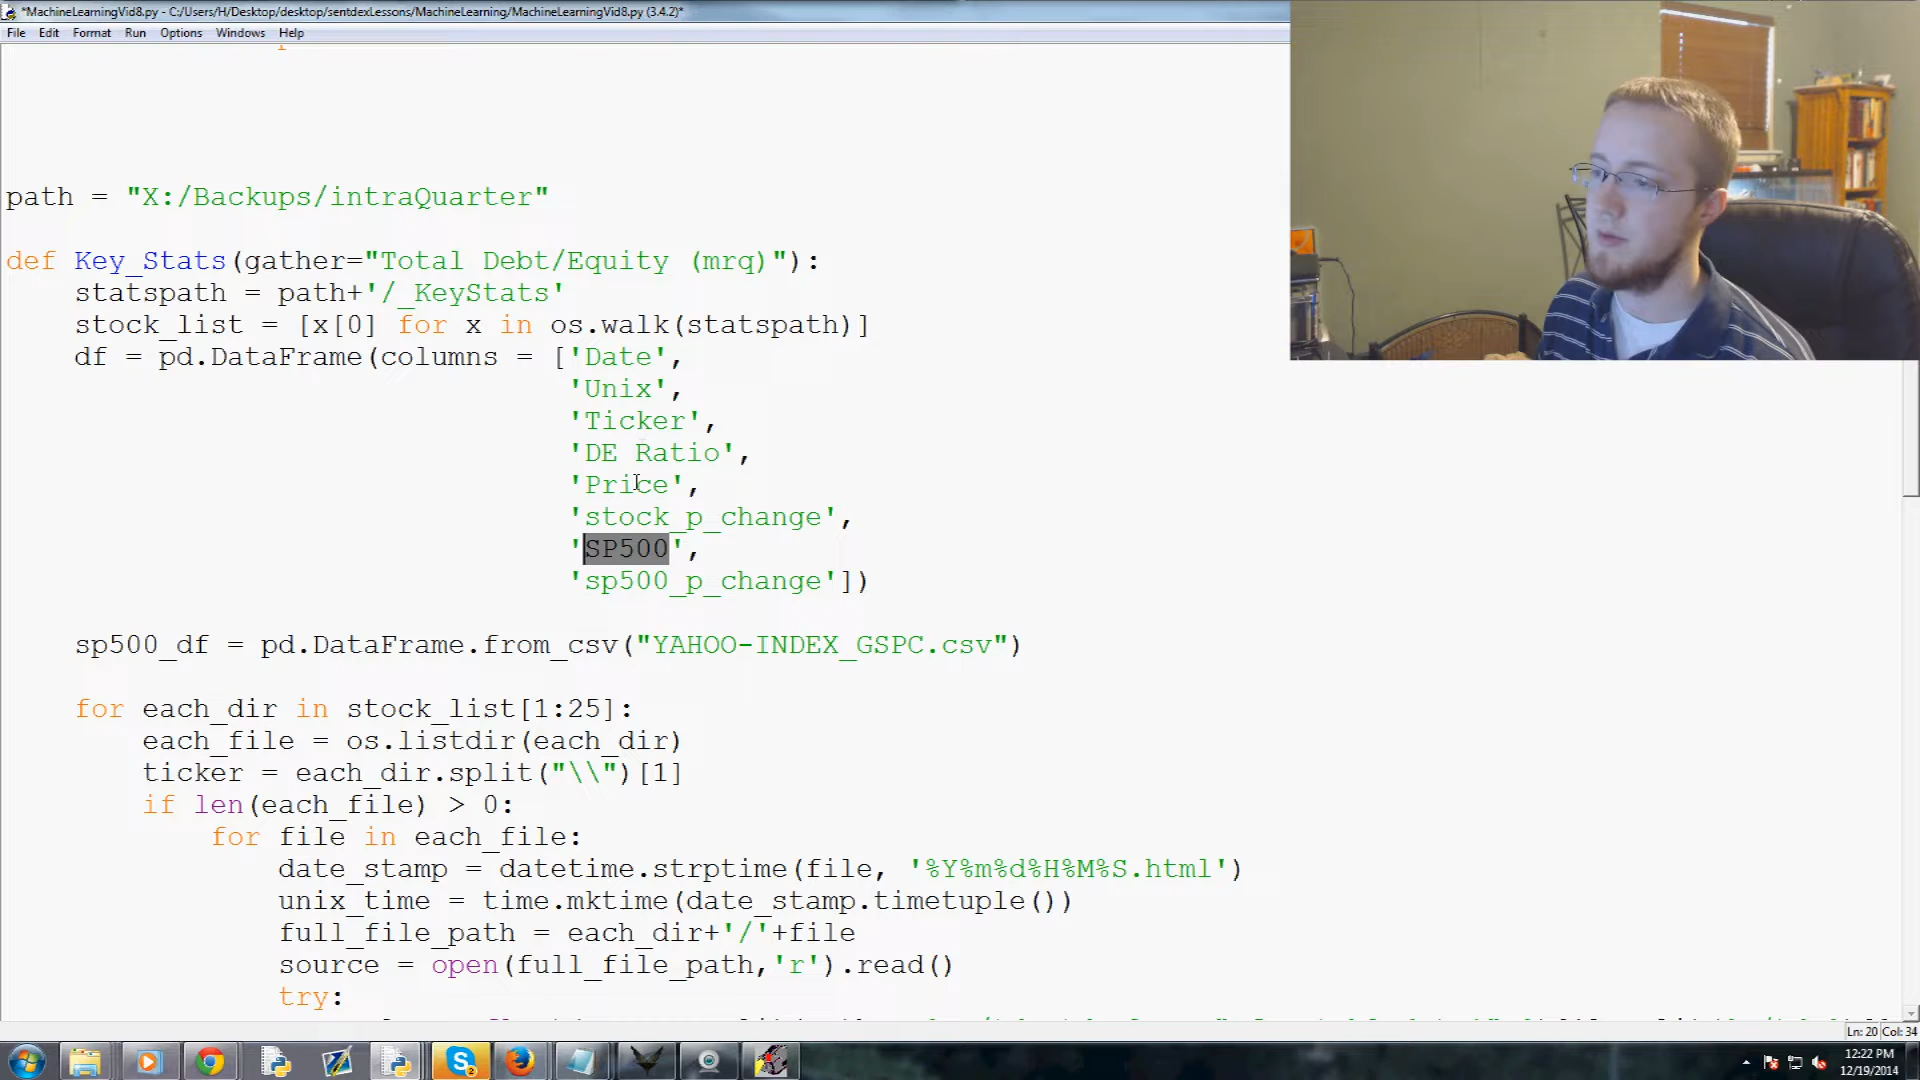 *MachineLearningVid8.py - C:/Users/H/Desktop/desktop/sentdexLessons/MachineLearning/MachineLearningVid8.py (3.4.2)*
File Edit Format Run Options Windows Help
path = "X:/Backups/intraQuarter"
def Key_Stats(gather="Total Debt/Equity (mrq)"):
statspath = path+'/_KeyStats'
stock_list = [x[0] for x in os.walk(statspath)]
df = pd.DataFrame(columns = ['Date',
'Unix',
'Ticker',
'DE Ratio',
'Price',
'stock_p_change',
'SP500',
'sp500_p_change'])
sp500_df = pd.DataFrame.from_csv("YAHOO-INDEX_GSPC.csv")
for each_dir in stock_list[1:25]:
each_file = os.listdir(each_dir)
ticker = each_dir.split("\\")[1]
if len(each_file) > 0:
for file in each_file:
date_stamp = datetime.strptime(file, '%Y%m%d%H%M%S.html')
unix_time = time.mktime(date_stamp.timetuple())
full_file_path = each_dir+'/'+file
source = open(full_file_path,'r').read()
try:
Ln: 20 Col: 34
12:22 PM
12/19/2014